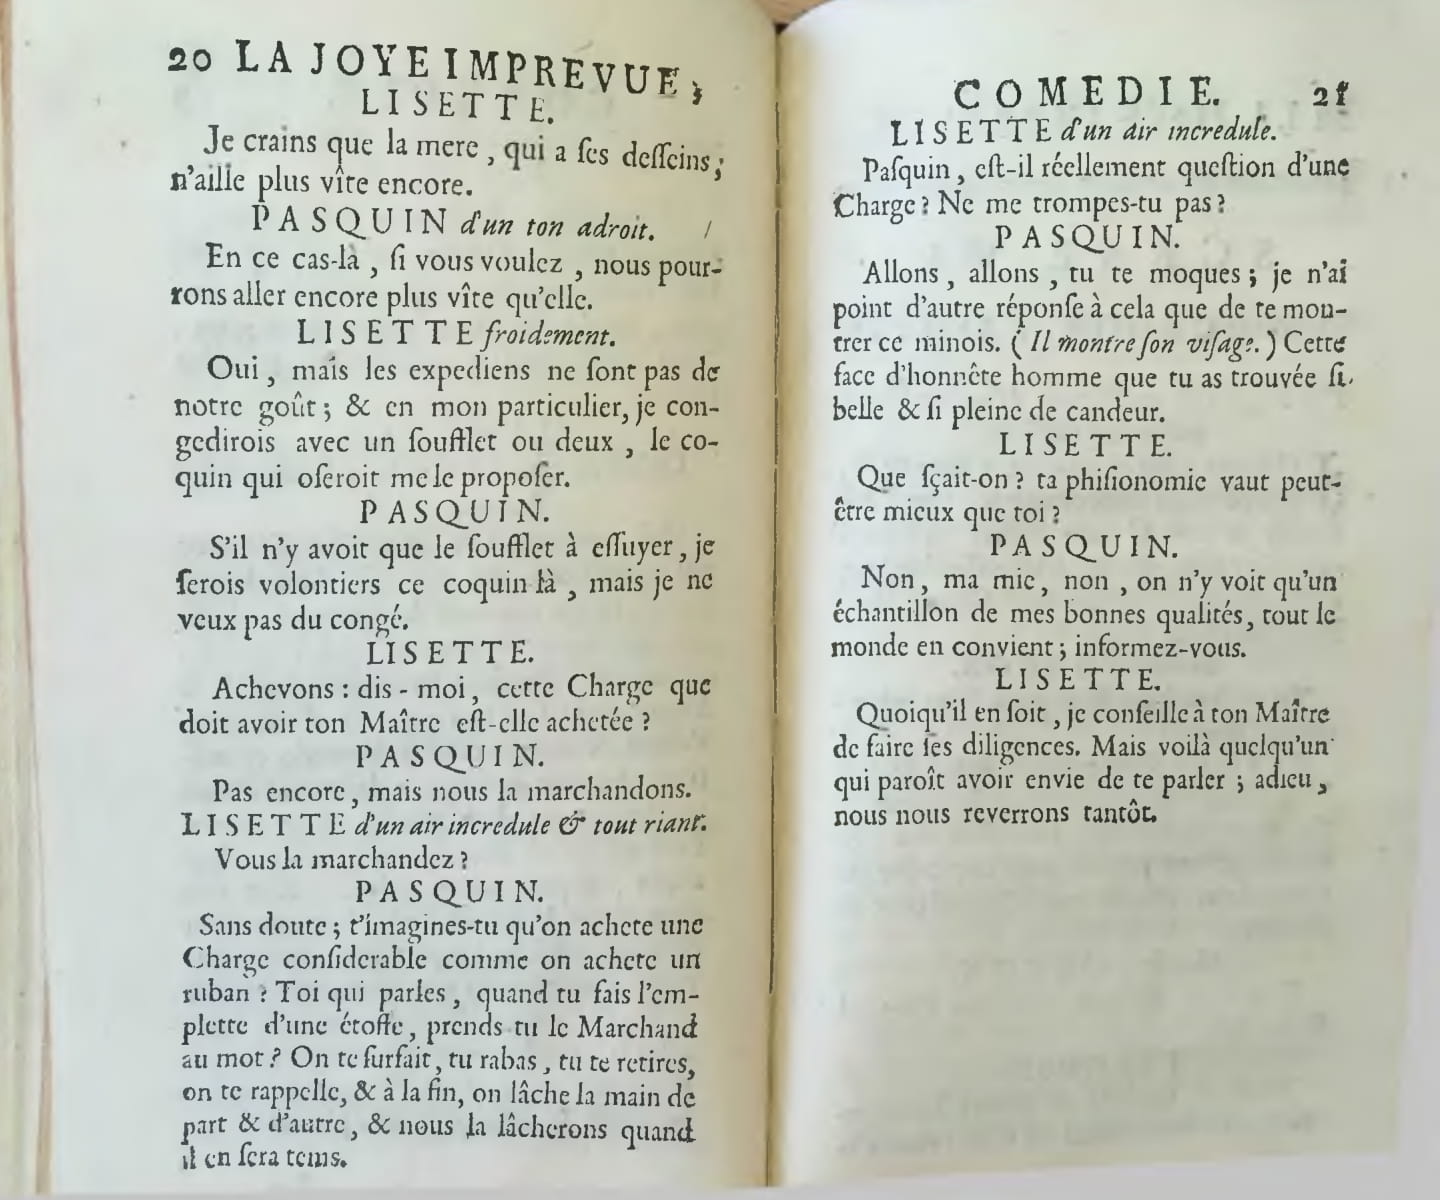 20 LA JOYE IMPREVUE,
LISETTE.
Je crains que la mere, qui a ſes deſſeins;
n'aille plus vîte encore.
PASQUIN d'un ton adroit.
En ce cas-là, ſi vous voulez, nous pour-
rons aller encore plus vîte qu'elle.
LISETTE froidement.
Oui, mais les expediens ne ſont pas de
notre goût; & en mon particulier, je con-
gedirois avec un ſoufflet ou deux, le co-
quin qui oſeroit me le propoſer.
PASQUIN.
S'il n'y avoit que le ſoufflet à eſſuyer, je
ſerois volontiers ce coquin là, mais je ne
veux pas du congé.
LISETTE.
Achevons: dis-moi, cette Charge que
doit avoir ton Maître eſt-elle achetée?
PASQUIN.
Pas encore, mais nous la marchandons.
LISETTE d'un air incredule & tout riant.
Vous la marchandez?
PASQUIN.
Sans doute; t'imagines-tu qu'on achete une
Charge conſiderable comme on achete un
ruban? Toi qui parles, quand tu fais l'em-
plette d'une étoffe, prends tu le Marchand
au mot? On te ſurfait, tu rabas, tu te retires,
on te rappelle, & à la fin, on lâche la main de
part & d'autre, & nous la lâcherons quand
il en ſera tems.
COMEDIE. 21
LISETTE d'un air incredule.
Paſquin, eſt-il réellement queſtion d'une
Charge? Ne me trompes-tu pas?
PASQUIN.
Allons, allons, tu te moques; je n'ai
point d'autre réponſe à cela que de te mon-
trer ce minois. (Il montre ſon viſage.) Cette
face d'honnête homme que tu as trouvée ſi
belle & ſi pleine de candeur.
LISETTE.
Que ſçait-on? ta phiſionomie vaut peut-
être mieux que toi?
PASQUIN.
Non, ma mie, non, on n'y voit qu'un
échantillon de mes bonnes qualités, tout le
monde en convient; informez-vous.
LISETTE.
Quoiqu'il en ſoit, je conſeille à ton Maître
de faire ſes diligences. Mais voilà quelqu'un
qui paroît avoir envie de te parler; adieu,
nous nous reverrons tantôt.